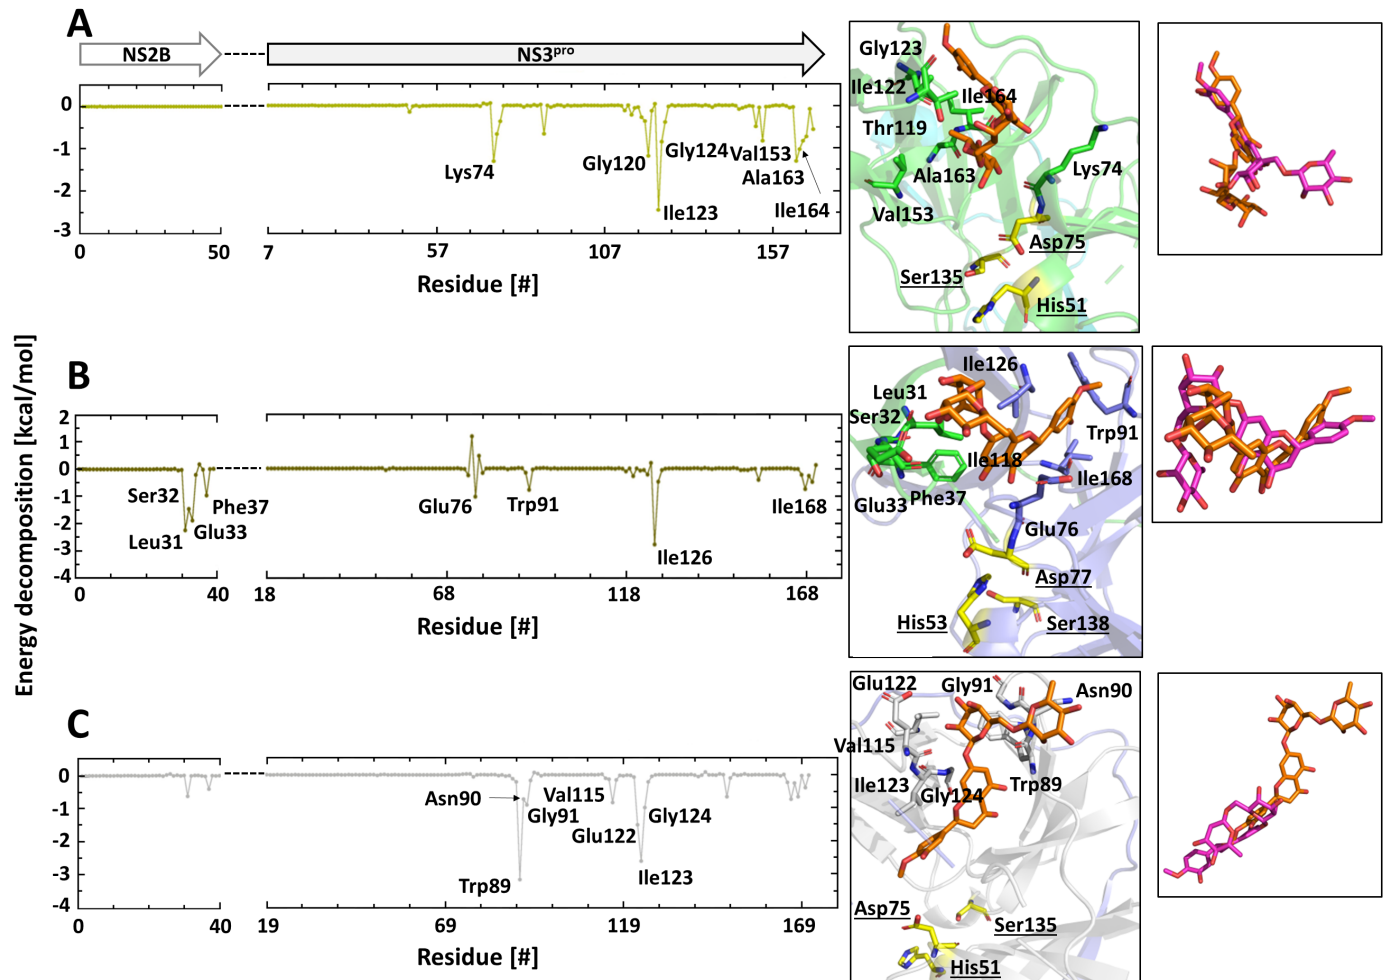 A
NS2B
NS3pro
0
-1
-2
-3
Lys74
Gly120
Ile123
Gly124
Val153
Ala163
Ile164
0
50
7
57
107
157
Residue [#]
Gly123
Ile122
Ile164
Thr119
Ala163
Lys74
Val153
Asp75
Ser135
His51
Energy decomposition [kcal/mol]
B
2
1
0
-1
-2
-3
-4
Ser32
Phe37
Glu33
Leu31
Glu76
Trp91
Ile126
Ile168
0
40
18
68
118
168
Residue [#]
Ile126
Leu31
Ser32
Trp91
Ile118
Ile168
Phe37
Glu33
Glu76
Asp77
His53
Ser138
C
0
-1
-2
-3
-4
Asn90
Val115
Gly91
Gly124
Glu122
Trp89
Ile123
0
40
19
69
119
169
Residue [#]
Glu122
Gly91
Asn90
Val115
Ile123
Gly124
Trp89
Asp75
Ser135
His51